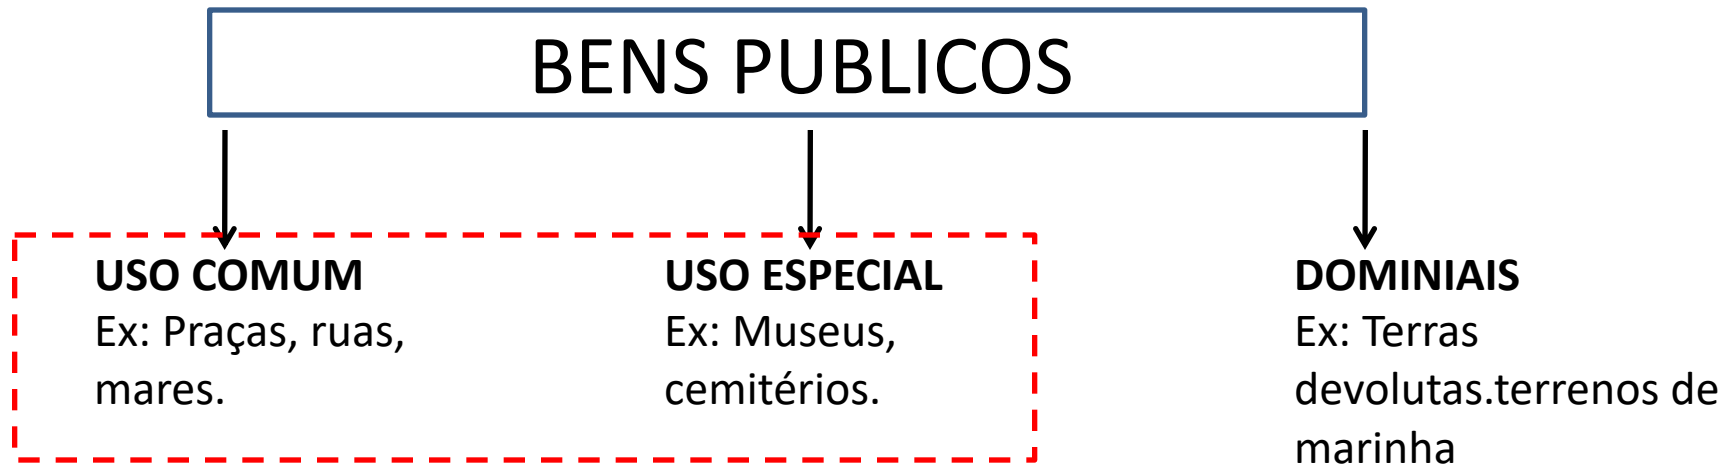 BENS PUBLICOS
USO COMUM
Ex: Praças, ruas,
mares.
USO ESPECIAL
Ex: Museus,
cemitérios.
DOMINIAIS
Ex: Terras
devolutas.terrenos de
marinha